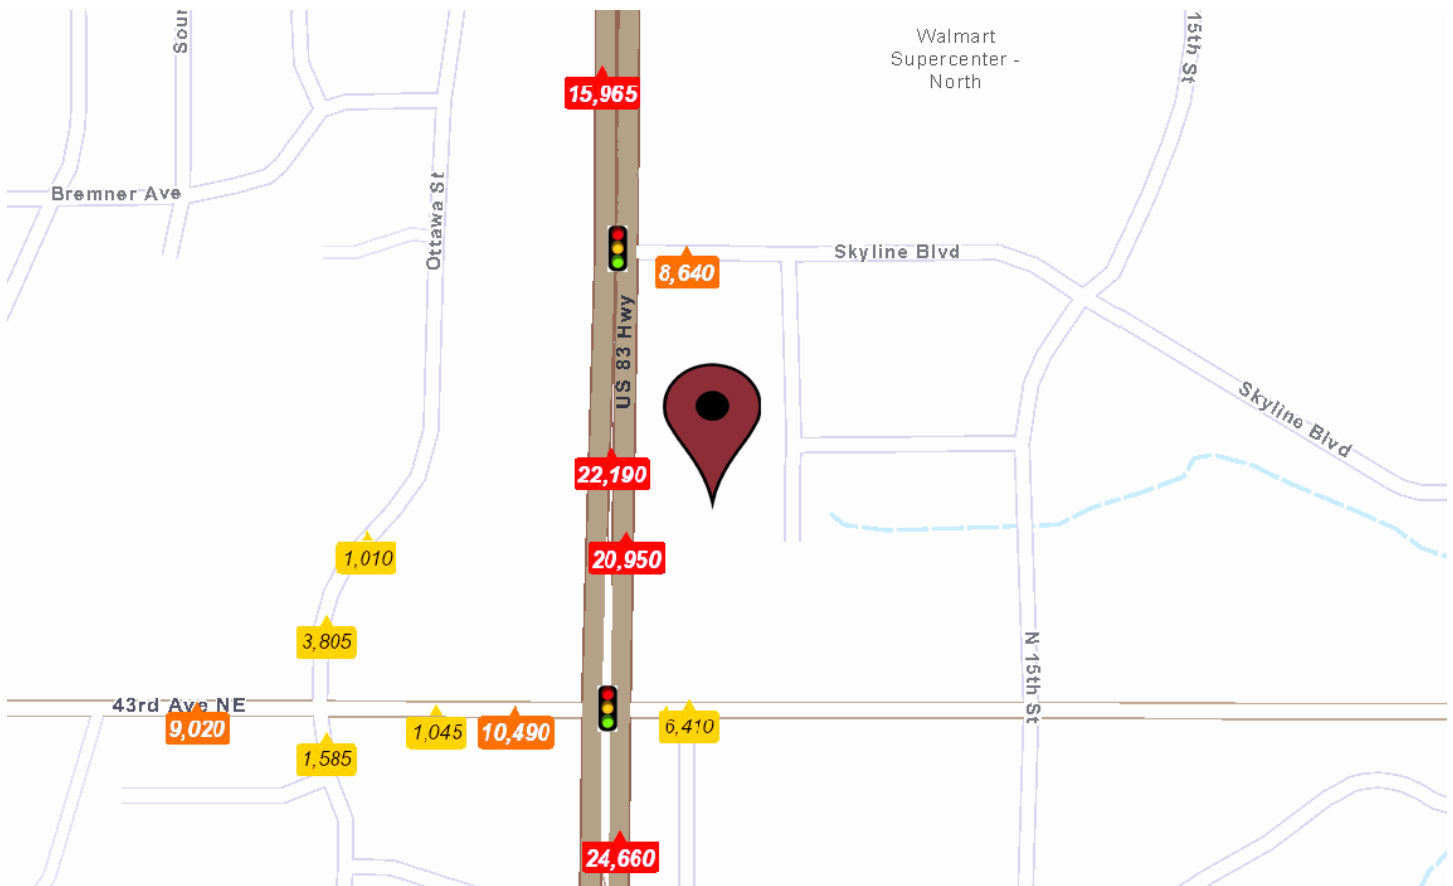 Sour
15th St
Walmart
Supercenter -
North
15,965
Bremner Ave
Ottawa St
Skyline Blvd
8,640
US 83 Hwy
Skyline Blvd
22,190
1,010
20,950
3,805
N 15th St
43rd Ave NE
9,020
1,045
10,490
6,410
1,585
24,660